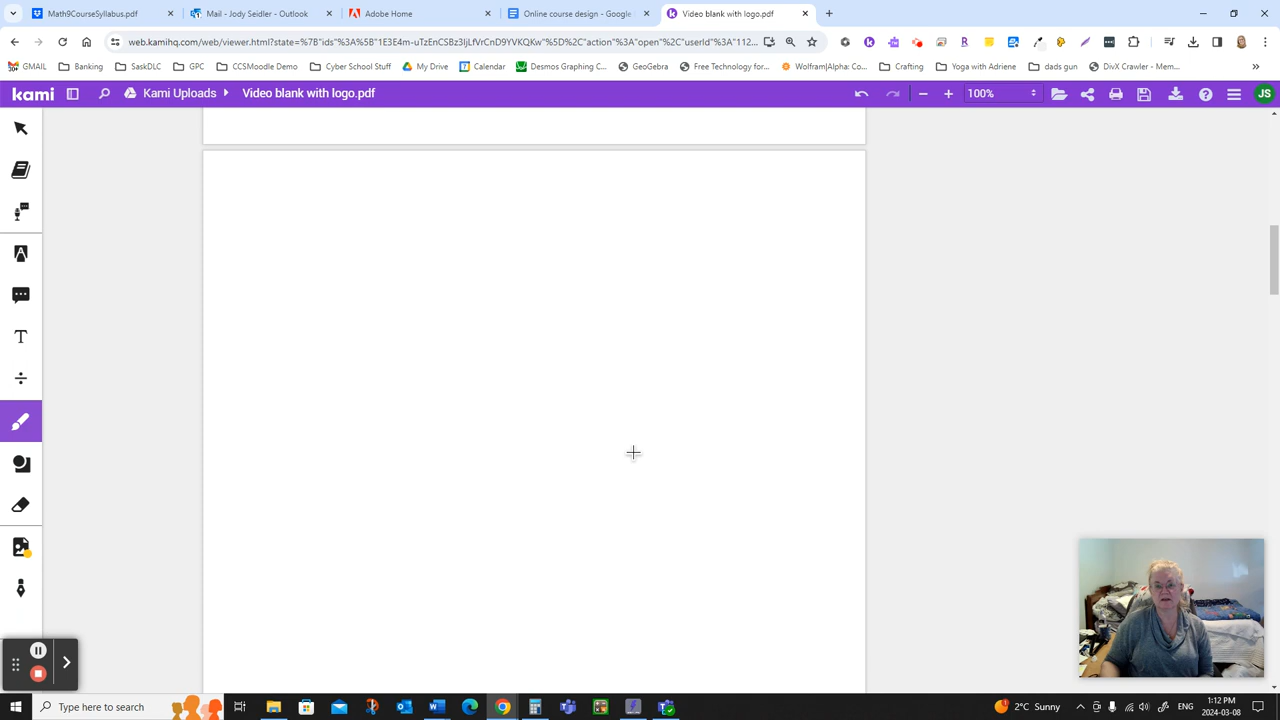 Math9CourseSyllabus.pdf
Mail - Jody Seidler - Outlook
Adobe Home
Online course design - Google
Video blank with logo.pdf
web.kamihq.com/web/viewer.html?state=%7B"ids"%3A%5B"1E3E4m-uTzEnCSBz3IjLfVrCnD9YVKQKw"%5D%2C"action"%3A"open"%2C"userId"%3A"112...
GMAIL
Banking
SaskDLC
GPC
CCSMoodle Demo
Cyber School Stuff
My Drive
Calendar
Desmos Graphing C...
GeoGebra
Free Technology for...
Wolfram|Alpha: Co...
Crafting
Yoga with Adriene
dads gun
DivX Crawler - Mem...
kami
Kami Uploads
Video blank with logo.pdf
100%
JS
Type here to search
2°C Sunny
ENG
1:12 PM
2024-03-08